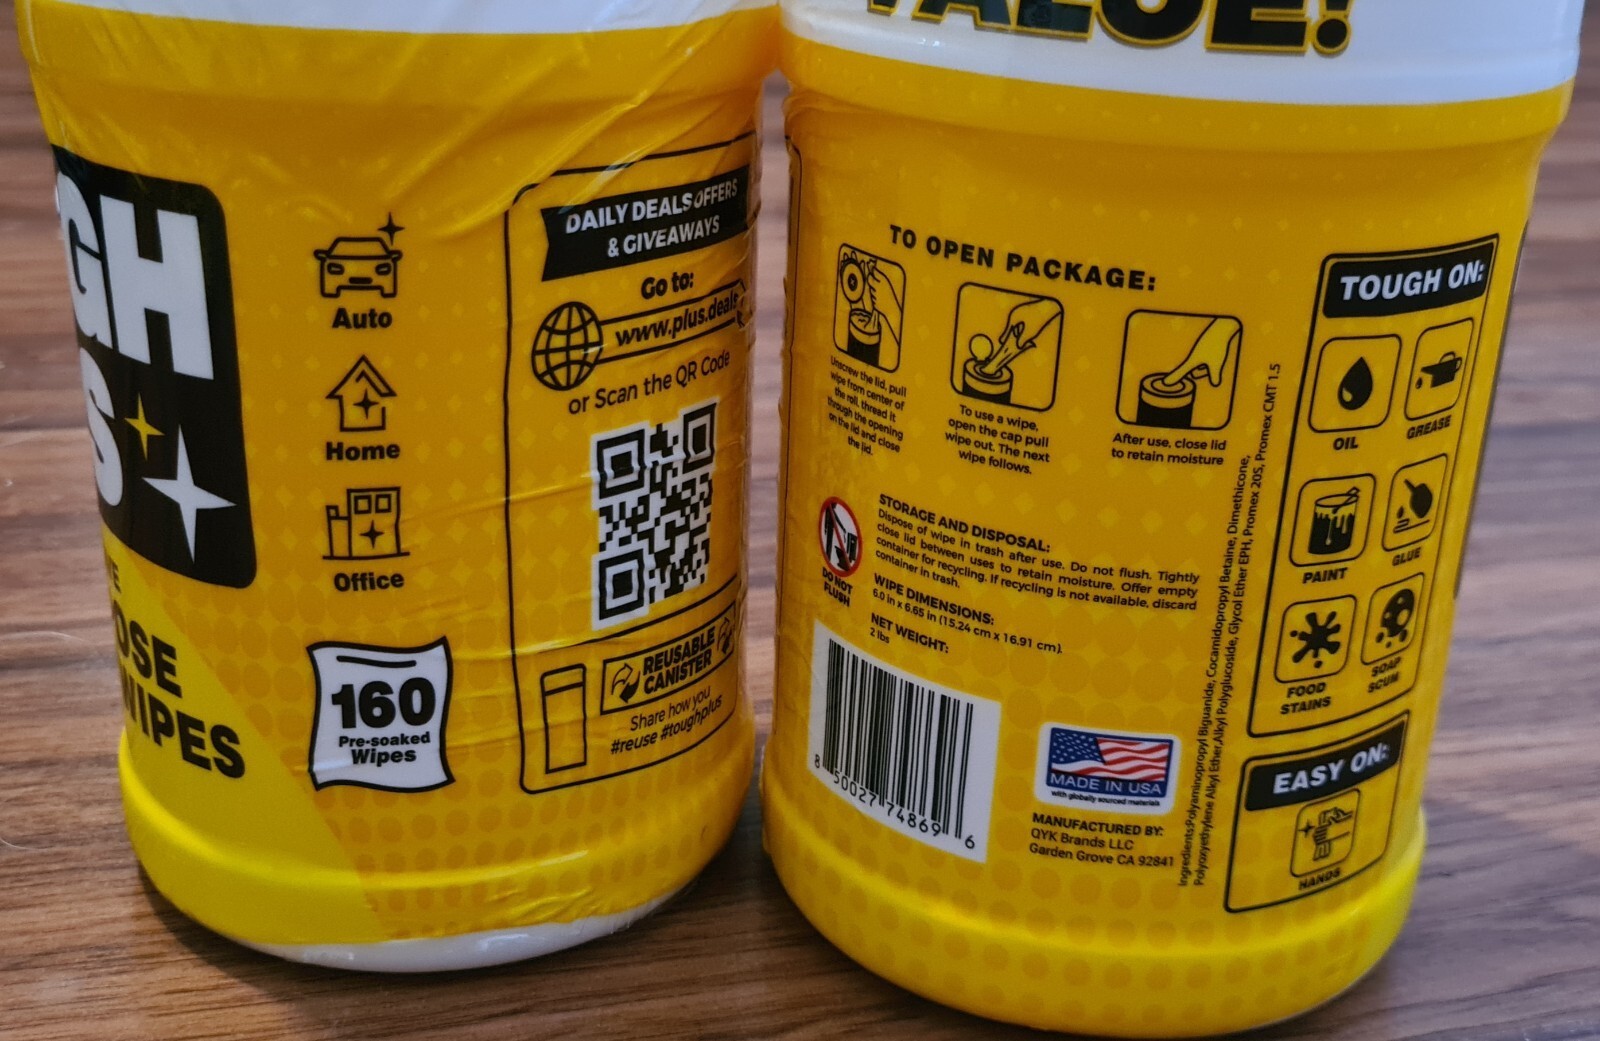 GH
S
VE
OSE
WIPES
Auto
Home
Office
160
Pre-soaked
Wipes
DAILY DEALS OFFERS
& GIVEAWAYS
Go to:
www.plus.deals
or Scan the QR Code
REUSABLE
CANISTER
Share how you
#reuse #toughplus
VALUE!
TO OPEN PACKAGE:
Unscrew the lid, pull
wipe from center of
the roll, thread it
through the opening
on the lid and close
the lid.
To use a wipe,
open the cap pull
wipe out. The next
wipe follows.
After use, close lid
to retain moisture
DO NOT
FLUSH
STORAGE AND DISPOSAL:
Dispose of wipe in trash after use. Do not flush. Tightly
close lid between uses to retain moisture. Offer empty
container for recycling. If recycling is not available, discard
container in trash.
WIPE DIMENSIONS:
6.0 in x 6.65 in (15.24 cm x 16.91 cm).
NET WEIGHT:
2 lbs
8 50027 74869 6
MADE IN USA
with globally sourced materials
MANUFACTURED BY:
QYK Brands LLC
Garden Grove CA 92841
Ingredients:Polyaminopropyl Biguanide, Cocamidopropyl Betaine, Dimethicone,
Polyoxyethylene Alkyl Ether,Alkyl Polyglucoside, Glycol Ether EPH, Promex 20S, Promex CMT 1.5
TOUGH ON:
OIL
GREASE
PAINT
GLUE
FOOD
STAINS
SOAP
SCUM
EASY ON:
HANDS